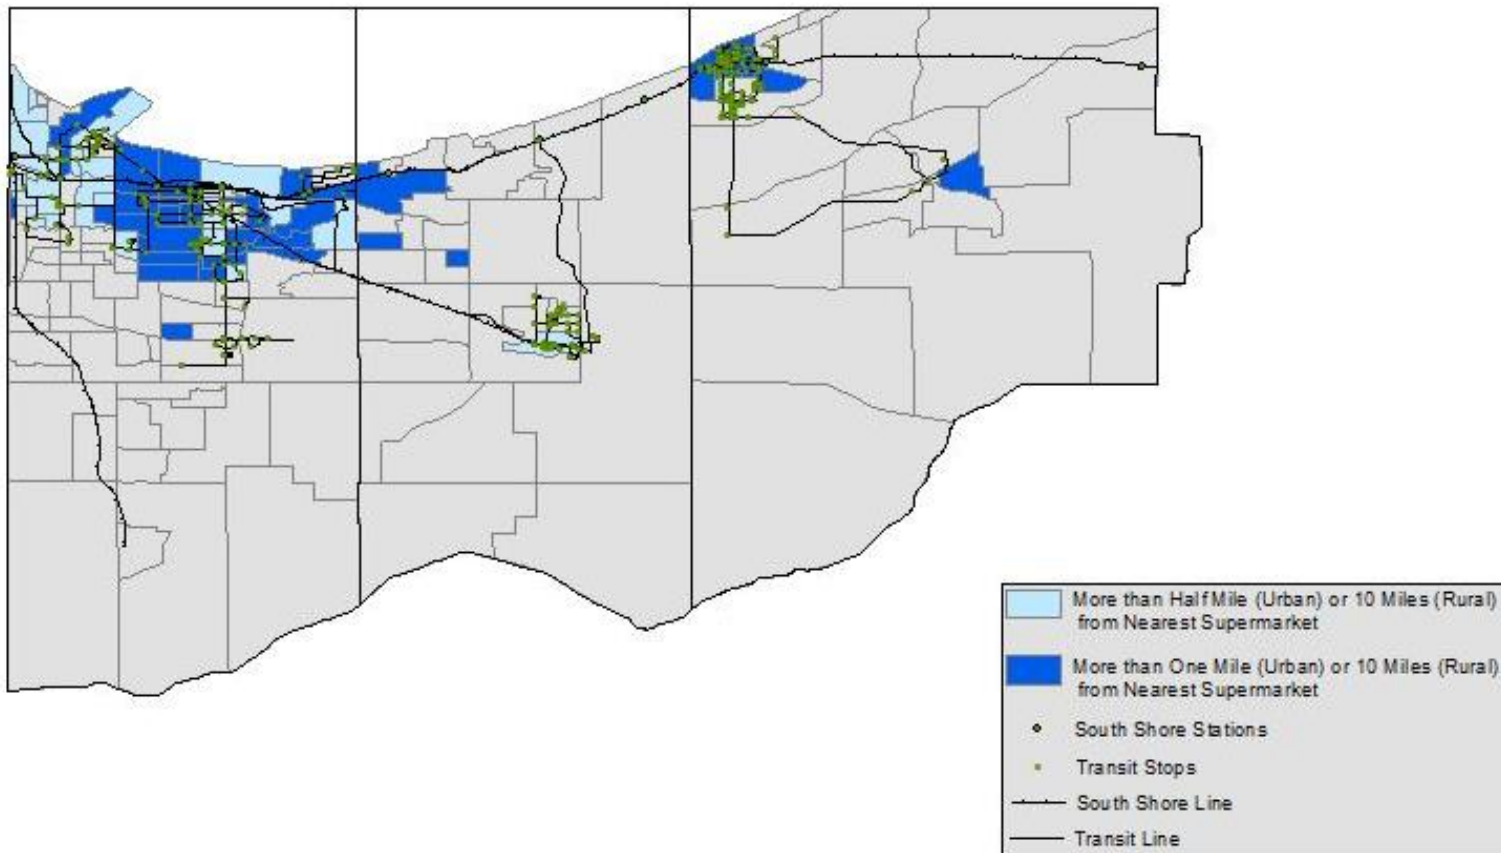 More than Half Mile (Urban) or 10 Miles (Rural)
from Nearest Supermarket
More than One Mile (Urban) or 10 Miles (Rural)
from Nearest Supermarket
South Shore Stations
Transit Stops
South Shore Line
Transit Line